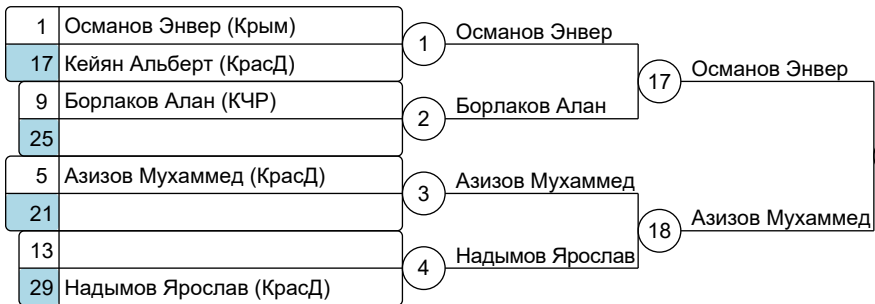 1 Османов Энвер (Крым)
17 Кейян Альберт (КрасД)
9 Борлаков Алан (КЧР)
25
5 Азизов Мухаммед (КрасД)
21
13
29 Надымов Ярослав (КрасД)
1 Османов Энвер
2 Борлаков Алан
3 Азизов Мухаммед
4 Надымов Ярослав
17 Османов Энвер
18 Азизов Мухаммед